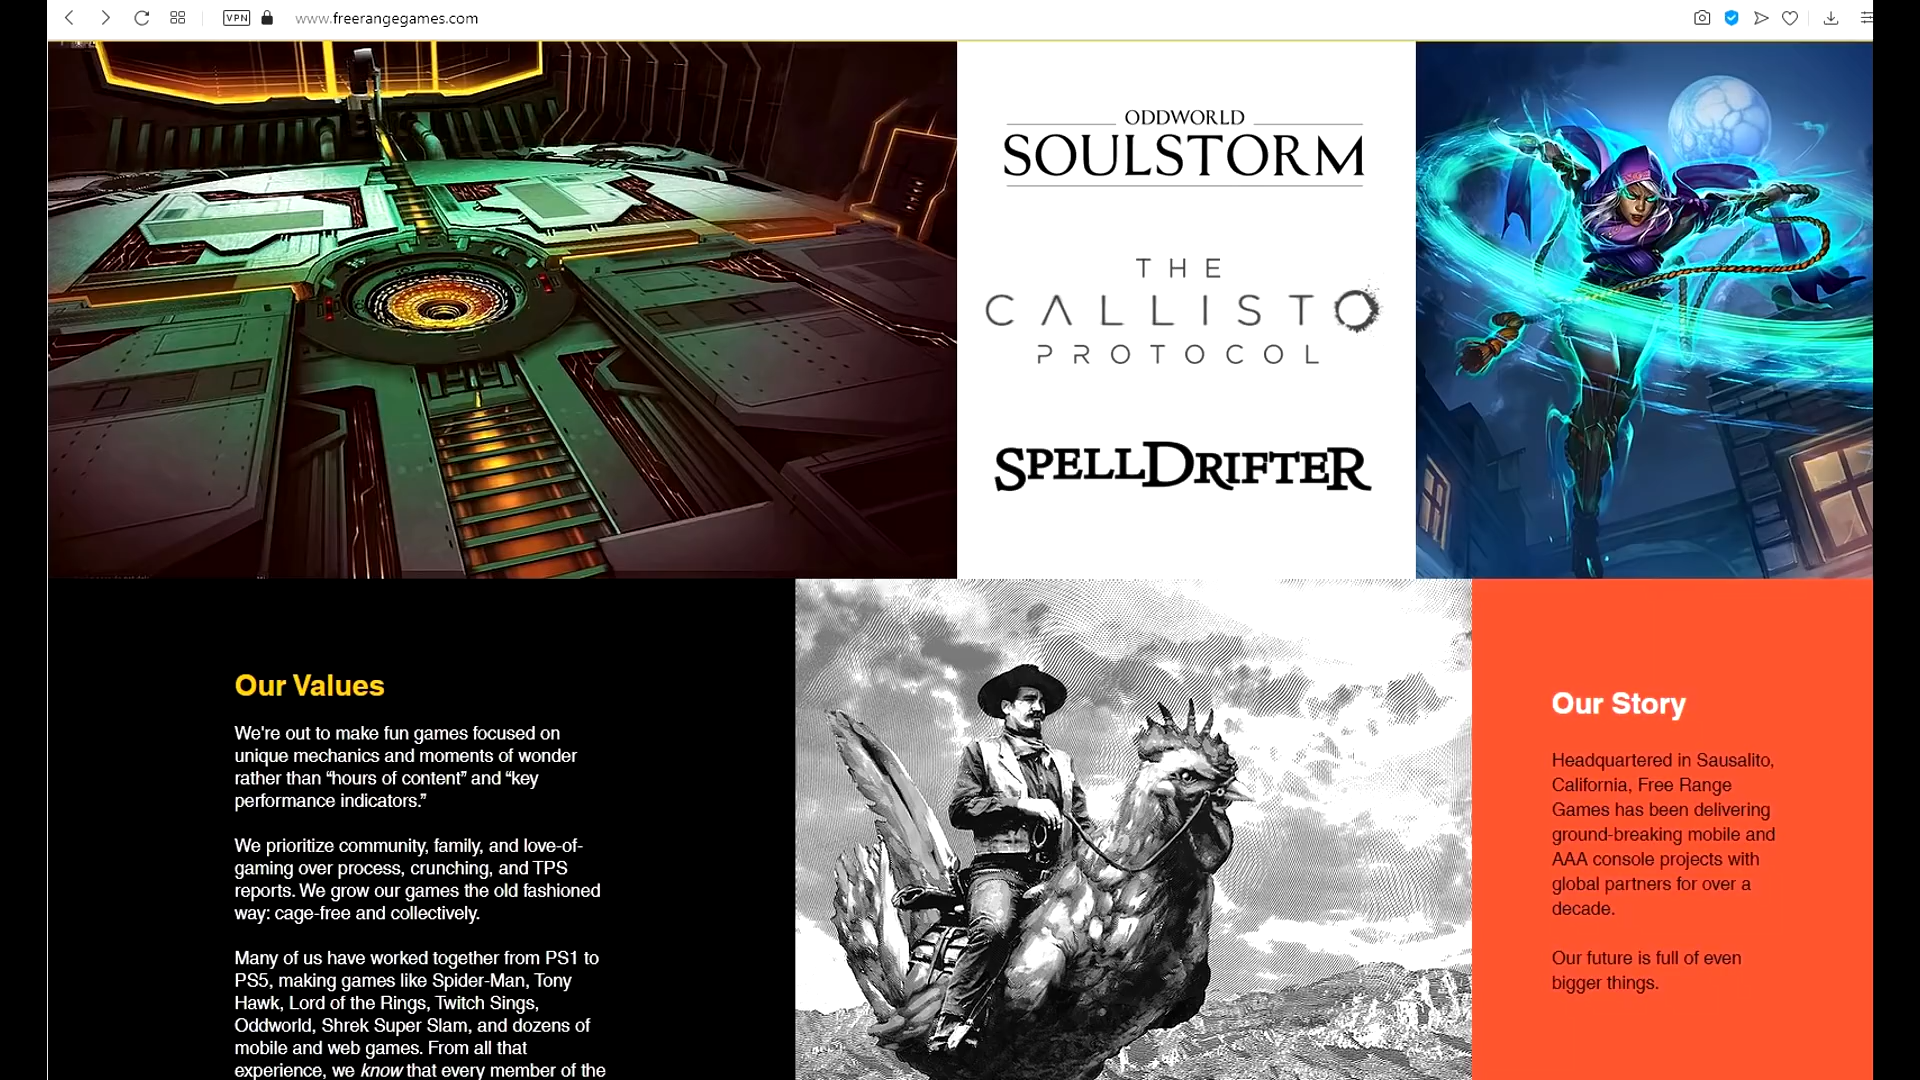 VPN
www.freerangegames.com
ODDWORLD
SOULSTORM
THE
CALLISTO
PROTOCOL
SPELLDRIFTER
Our Values
We're out to make fun games focused on
unique mechanics and moments of wonder
rather than “hours of content” and “key
performance indicators.”
We prioritize community, family, and love-of-
gaming over process, crunching, and TPS
reports. We grow our games the old fashioned
way: cage-free and collectively.
Many of us have worked together from PS1 to
PS5, making games like Spider-Man, Tony
Hawk, Lord of the Rings, Twitch Sings,
Oddworld, Shrek Super Slam, and dozens of
mobile and web games. From all that
experience, we know that every member of the
Our Story
Headquartered in Sausalito,
California, Free Range
Games has been delivering
ground-breaking mobile and
AAA console projects with
global partners for over a
decade.
Our future is full of even
bigger things.